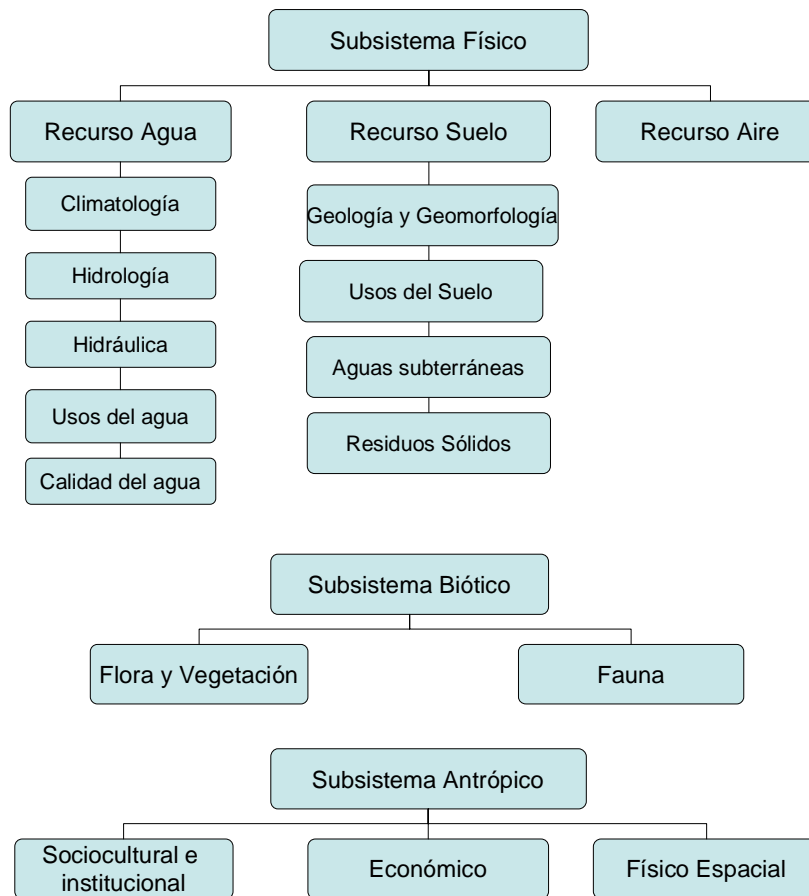 Subsistema Físico
Recurso Agua
Recurso Suelo
Recurso Aire
Climatología
Geología y Geomorfología
Hidrología
Usos del Suelo
Hidráulica
Aguas subterráneas
Usos del agua
Residuos Sólidos
Calidad del agua
Subsistema Biótico
Flora y Vegetación
Fauna
Subsistema Antrópico
Sociocultural e
institucional
Económico
Físico Espacial